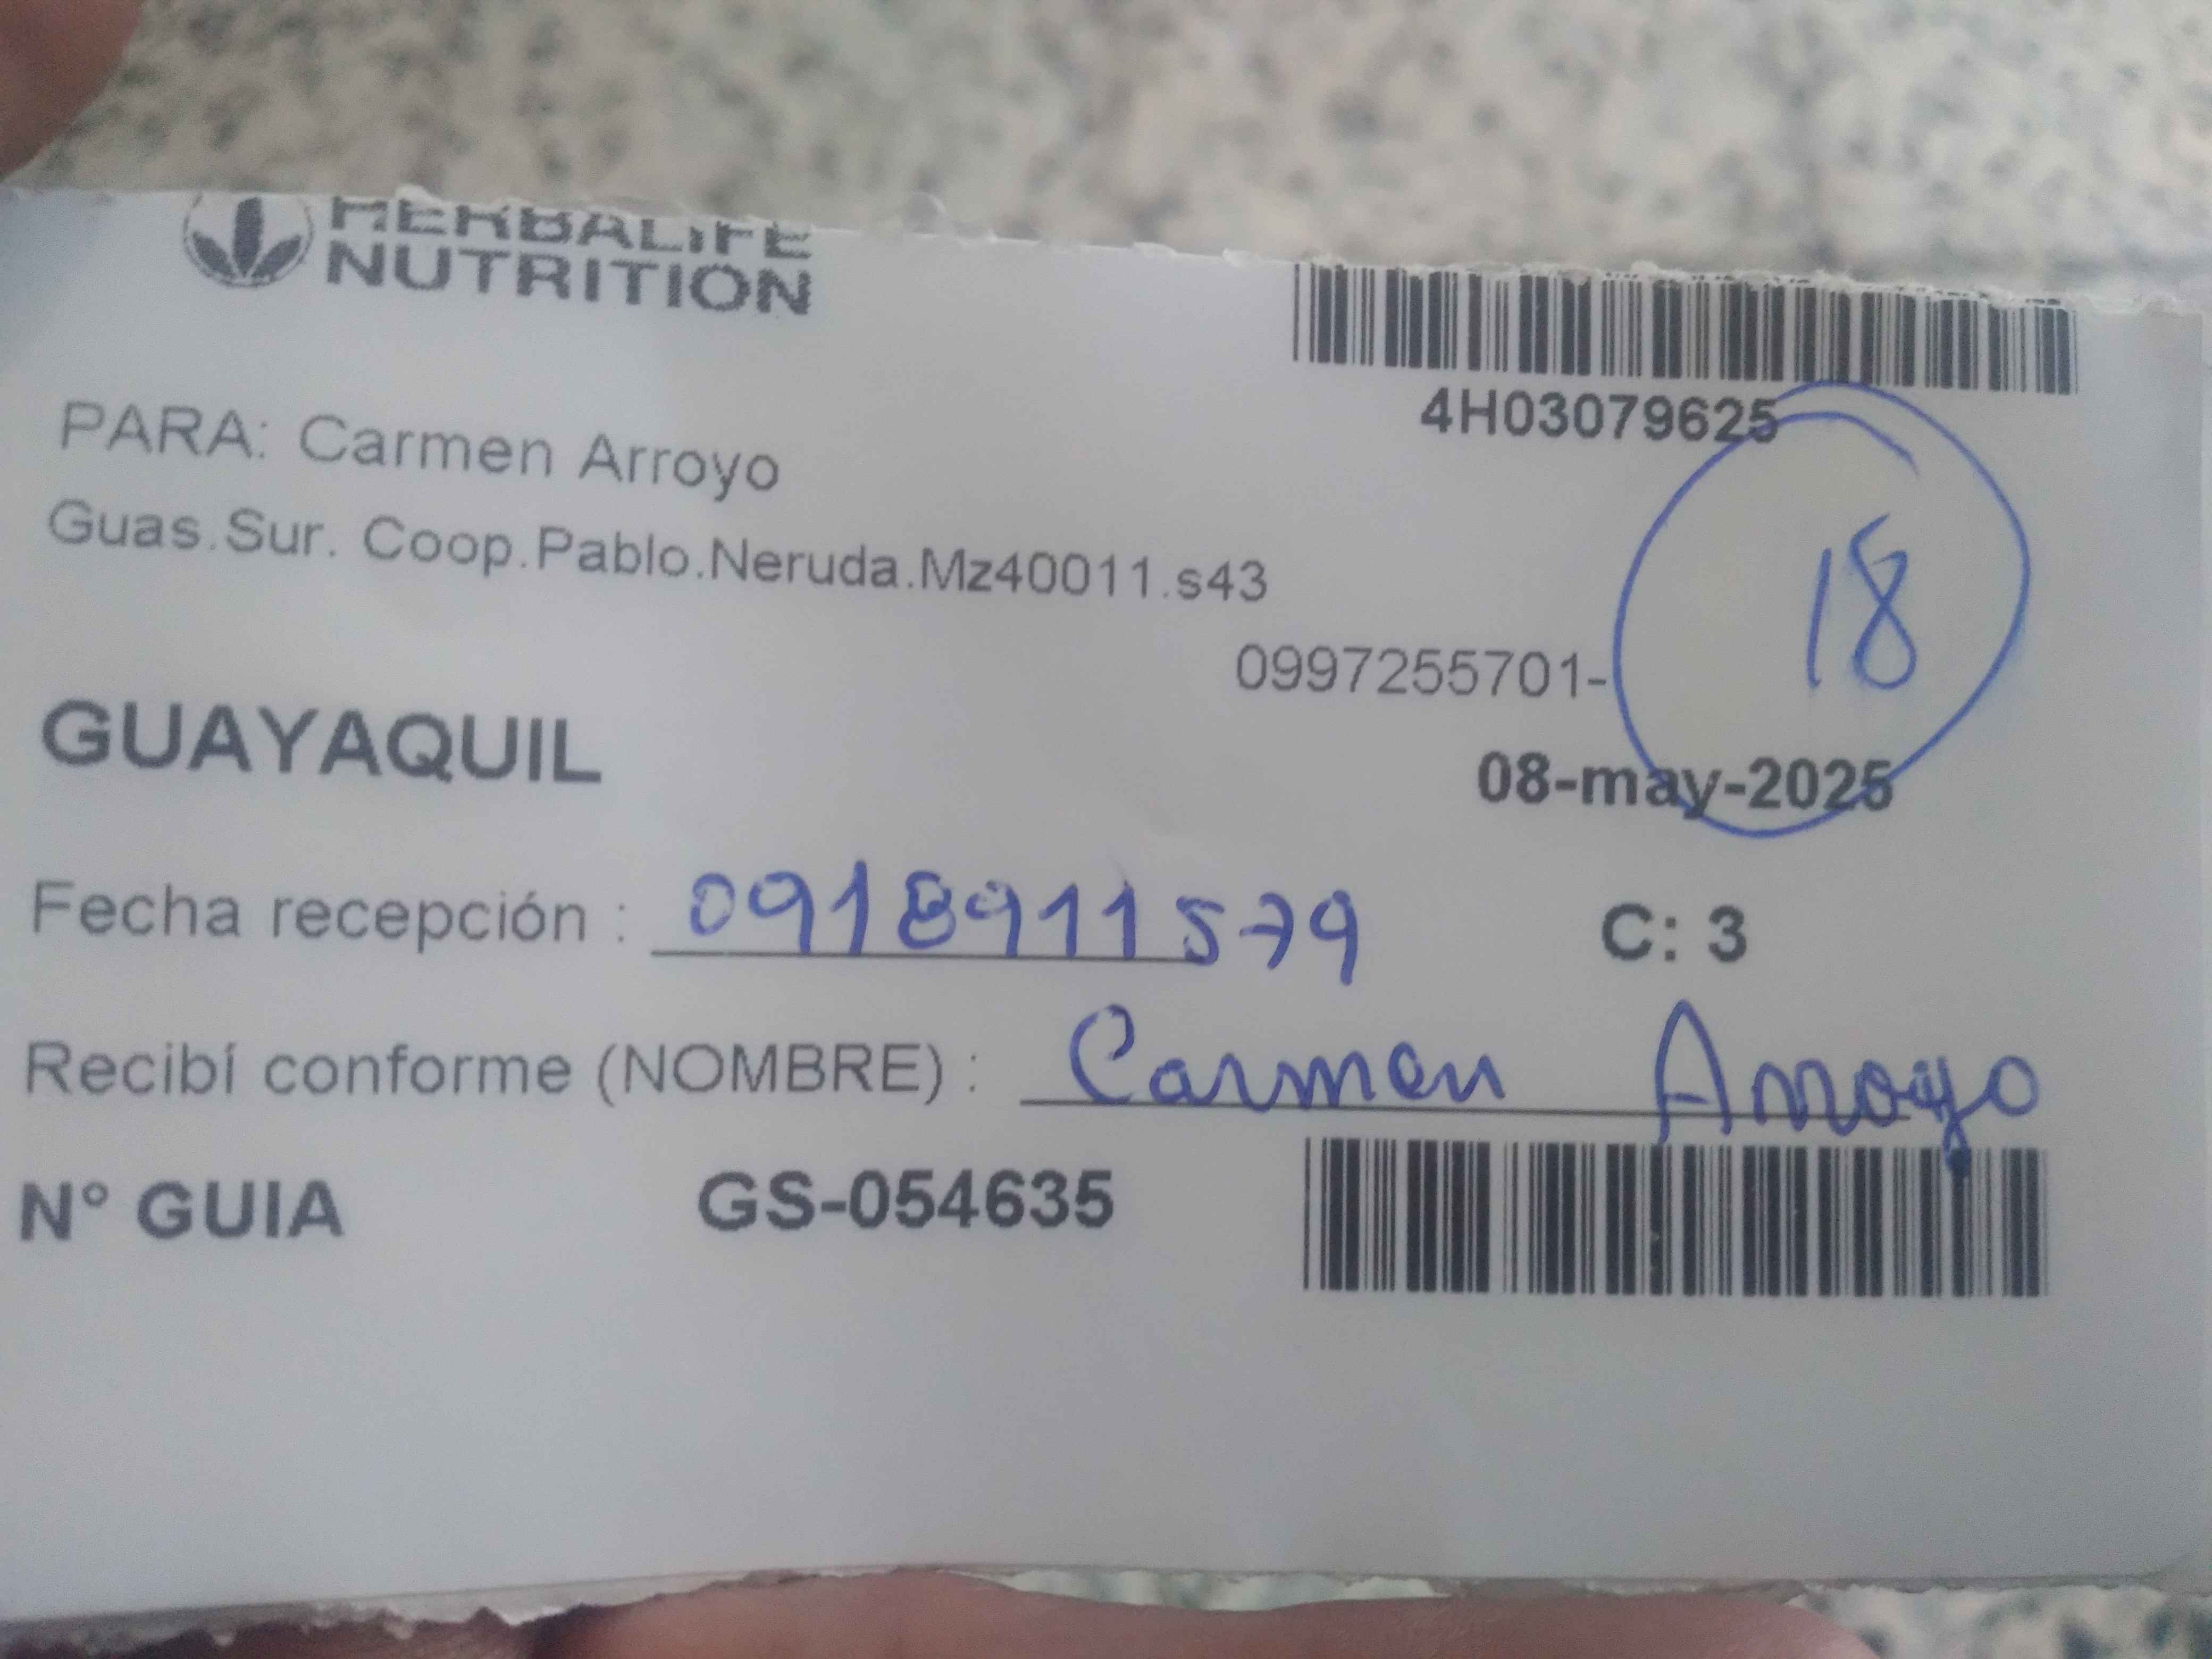 HERBALIFE
NUTRITION
4H03079625
PARA: Carmen Arroyo
Guas.Sur. Coop.Pablo.Neruda.Mz40011.s43
18
0997255701-
GUAYAQUIL
08-may-2025
Fecha recepción : 0918911579
C: 3
Recibí conforme (NOMBRE) : Carmen Arroyo
N° GUIA GS-054635